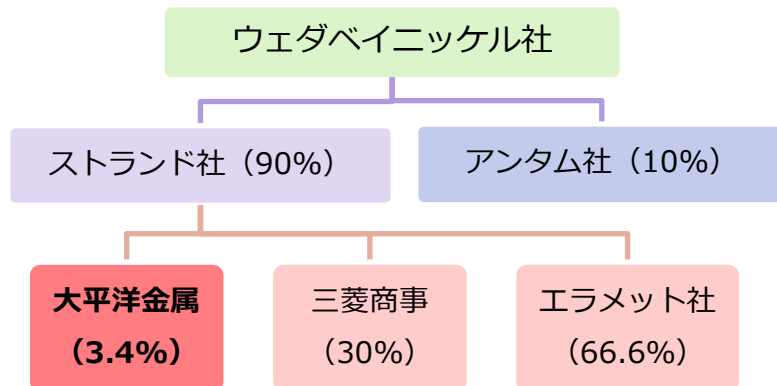 ウェダベイニッケル社
ストランド社（90%）
アンタム社（10%）
大平洋金属
（3.4%）
三菱商事
（30%）
エラメット社
（66.6%）